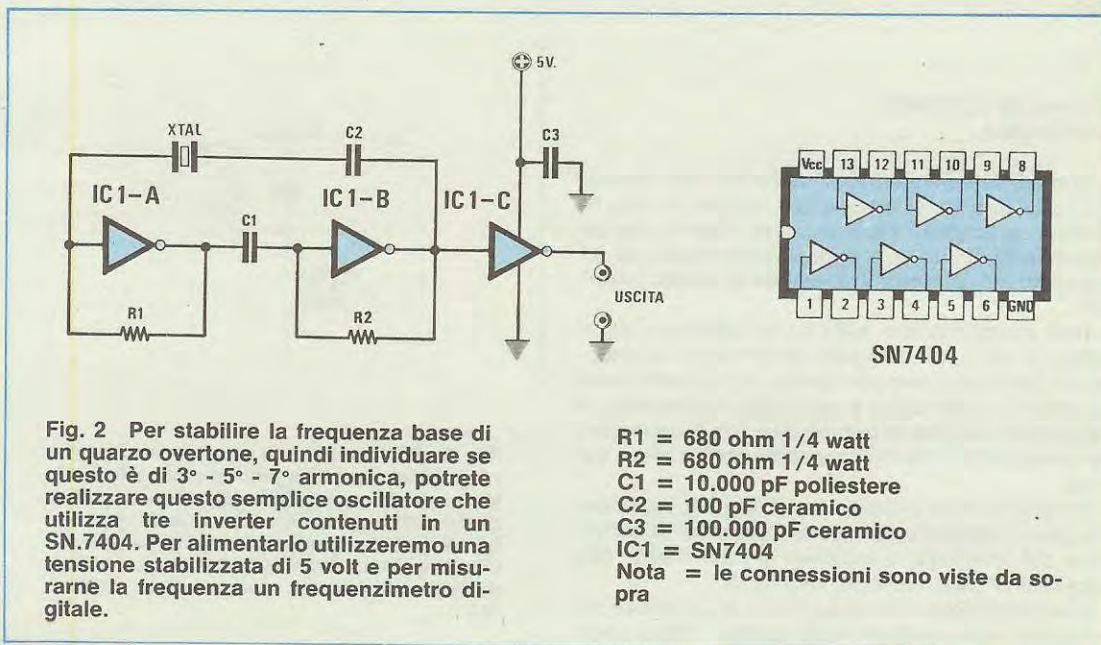 5V.
XTAL
C2
C3
IC1-A
C1
IC1-B
IC1-C
R1
R2
USCITA
Vcc 13 12 11 10 9 8
1 2 3 4 5 6 GND
SN7404
Fig. 2 Per stabilire la frequenza base di
un quarzo overtone, quindi individuare se
questo è di 3° - 5° - 7° armonica, potrete
realizzare questo semplice oscillatore che
utilizza tre inverter contenuti in un
SN.7404. Per alimentarlo utilizzeremo una
tensione stabilizzata di 5 volt e per misu-
rarne la frequenza un frequenzimetro di-
gitale.
R1 = 680 ohm 1/4 watt
R2 = 680 ohm 1/4 watt
C1 = 10.000 pF poliestere
C2 = 100 pF ceramico
C3 = 100.000 pF ceramico
IC1 = SN7404
Nota = le connessioni sono viste da so-
pra